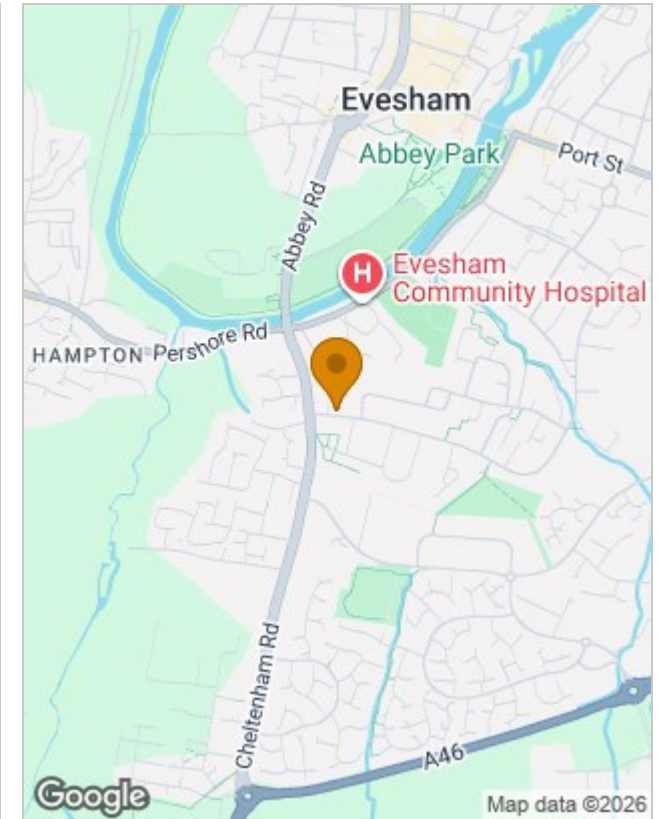 Evesham
Abbey Park
Port St
Abbey Rd
H
Evesham
Community Hospital
HAMPTON
Pershore Rd
Cheltenham Rd
A46
Google
Map data ©2026